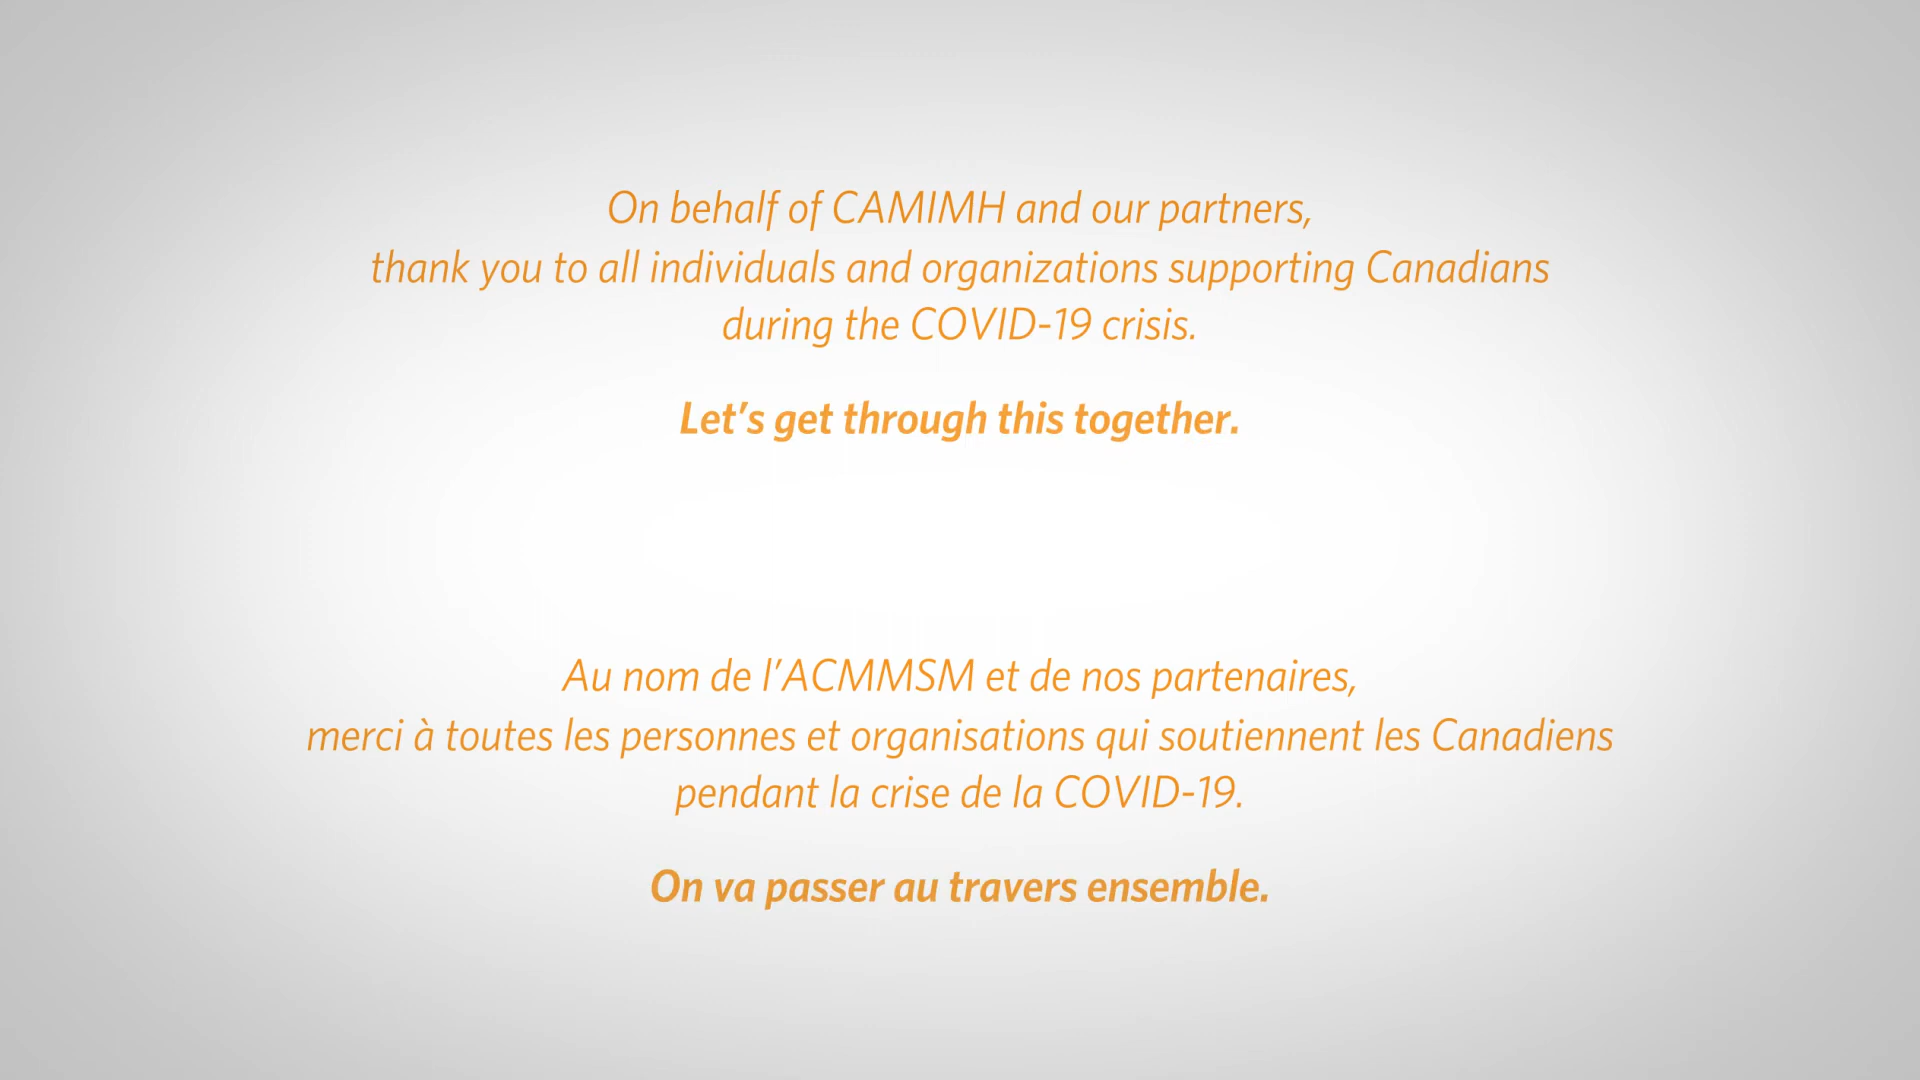 On behalf of CAMIMH and our partners,
thank you to all individuals and organizations supporting Canadians
during the COVID-19 crisis.
Let’s get through this together.
Au nom de l’ACMMSM et de nos partenaires,
merci à toutes les personnes et organisations qui soutiennent les Canadiens
pendant la crise de la COVID-19.
On va passer au travers ensemble.